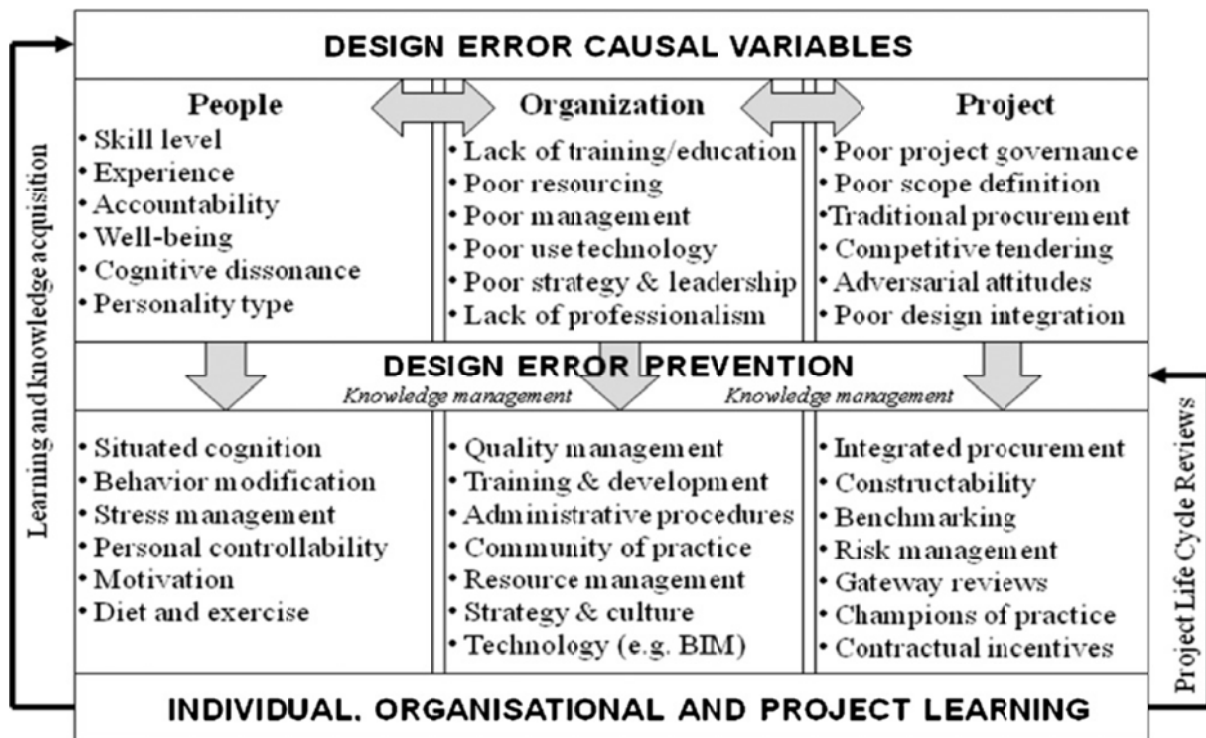 DESIGN ERROR CAUSAL VARIABLES
People
• Skill level
• Experience
• Accountability
• Well-being
• Cognitive dissonance
• Personality type
Organization
• Lack of training/education
• Poor resourcing
• Poor management
• Poor use technology
• Poor strategy & leadership
• Lack of professionalism
Project
• Poor project governance
• Poor scope definition
• Traditional procurement
• Competitive tendering
• Adversarial attitudes
• Poor design integration
DESIGN ERROR PREVENTION
Knowledge management
Knowledge management
• Situated cognition
• Behavior modification
• Stress management
• Personal controllability
• Motivation
• Diet and exercise
• Quality management
• Training & development
• Administrative procedures
• Community of practice
• Resource management
• Strategy & culture
• Technology (e.g. BIM)
• Integrated procurement
• Constructability
• Benchmarking
• Risk management
• Gateway reviews
• Champions of practice
• Contractual incentives
INDIVIDUAL, ORGANISATIONAL AND PROJECT LEARNING
Learning and knowledge acquisition
Project Life Cycle Reviews